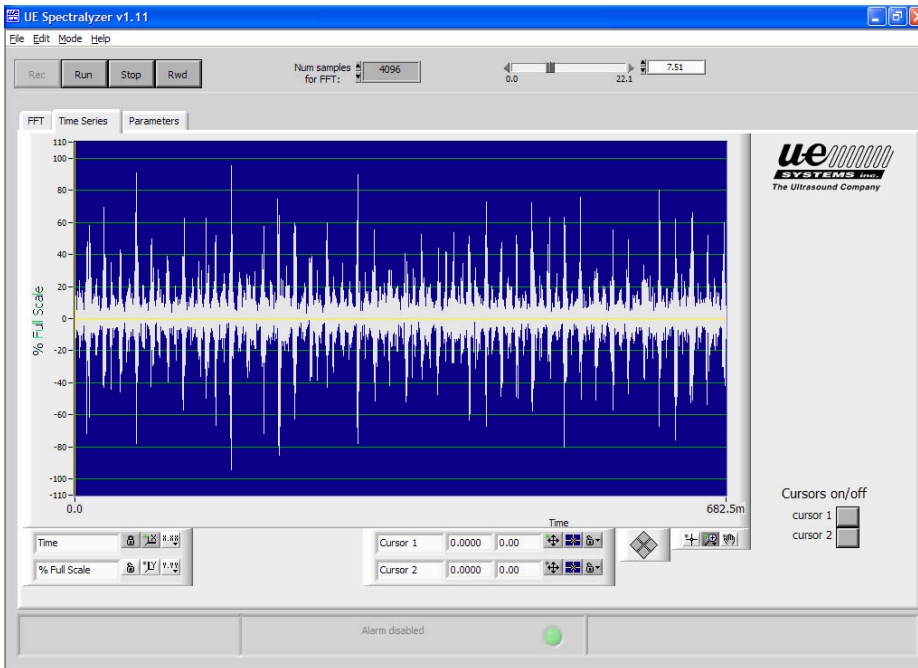 UE Spectralyzer v1.11
File Edit Mode Help
Rec Run Stop Rwd
Num samples for FFT:
4096
0.0 22.1
7.51
FFT Time Series Parameters
110
100
80
60
40
20
0
-20
-40
-60
-80
-100
-110
% Full Scale
0.0 682.5m
Time
ue
SYSTEMS inc.
The Ultrasound Company
Cursors on/off
cursor 1
cursor 2
Time X X.XX
% Full Scale Y Y.YY
Cursor 1 0.0000 0.00
Cursor 2 0.0000 0.00
Alarm disabled